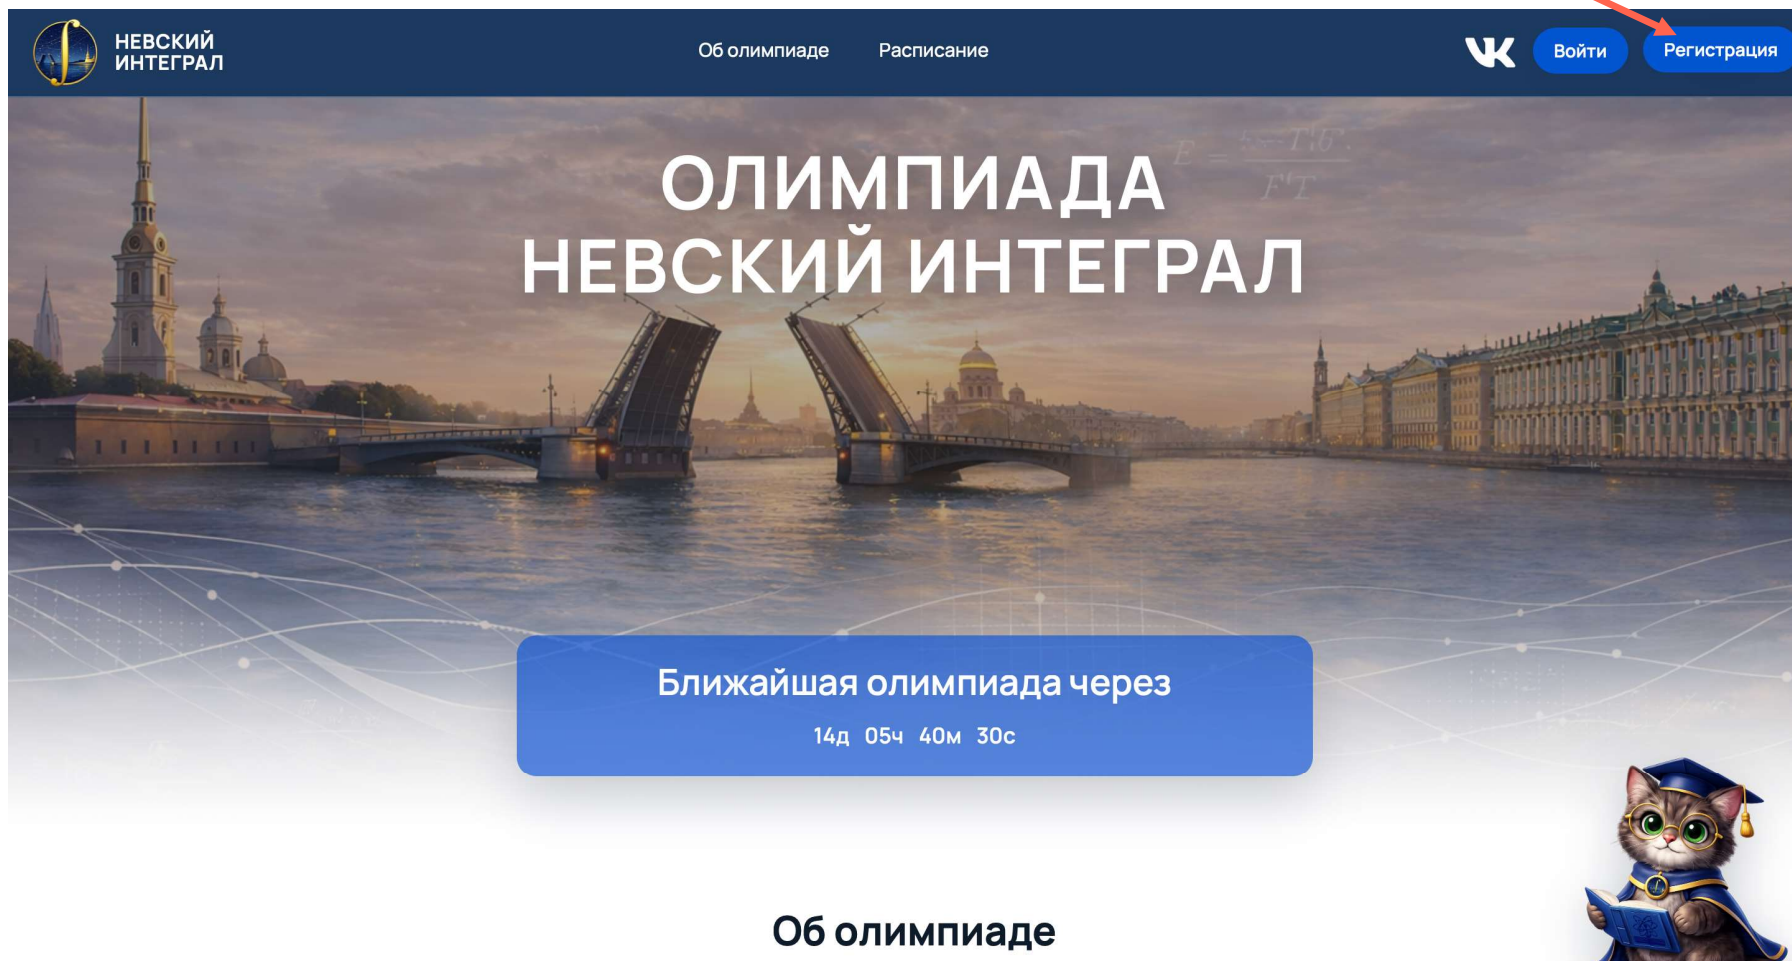 НЕВСКИЙ
ИНТЕГРАЛ
Об олимпиаде
Расписание
Войти
Регистрация
ОЛИМПИАДА
НЕВСКИЙ ИНТЕГРАЛ
Ближайшая олимпиада через
14д 05ч 40м 30с
Об олимпиаде